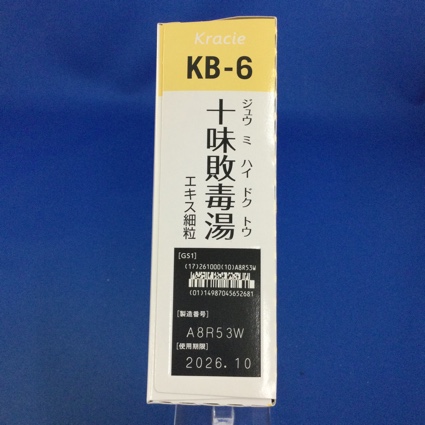 Kracie
KB-6
十味敗毒湯
ジュウ ミ ハイ ドク トウ
エキス細粒
[GS1]
(17)261000(10)A8R53W
(01)14987045652681
[製造番号]
A8R53W
[使用期限]
2026.10